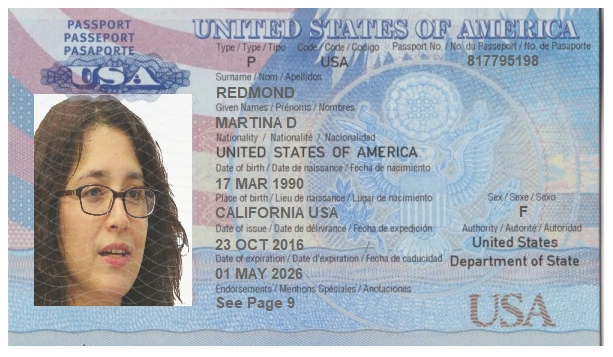 PASSPORT
PASSEPORT
PASAPORTE
USA
UNITED STATES OF AMERICA
Type / Type / Tipo Code / Code / Codigo Passport No. / No. du Passeport / No. de Pasaporte
P USA 817795198
Surname / Nom / Apellidos
REDMOND
Given Names / Prénoms / Nombres
MARTINA D
Nationality / Nationalité / Nacionalidad
UNITED STATES OF AMERICA
Date of birth / Date de naissance / Fecha de nacimiento
17 MAR 1990
Place of birth / Lieu de naissance / Lugar de nacimiento Sex / Sexe / Sexo
CALIFORNIA USA F
Date of issue / Date de délivrance / Fecha de expedición Authority / Autorité / Autoridad
23 OCT 2016 United States
Date of expiration / Date d'expiration / Fecha de caducidad Department of State
01 MAY 2026
Endorsements / Mentions Spéciales / Anotaciones
See Page 9
USA